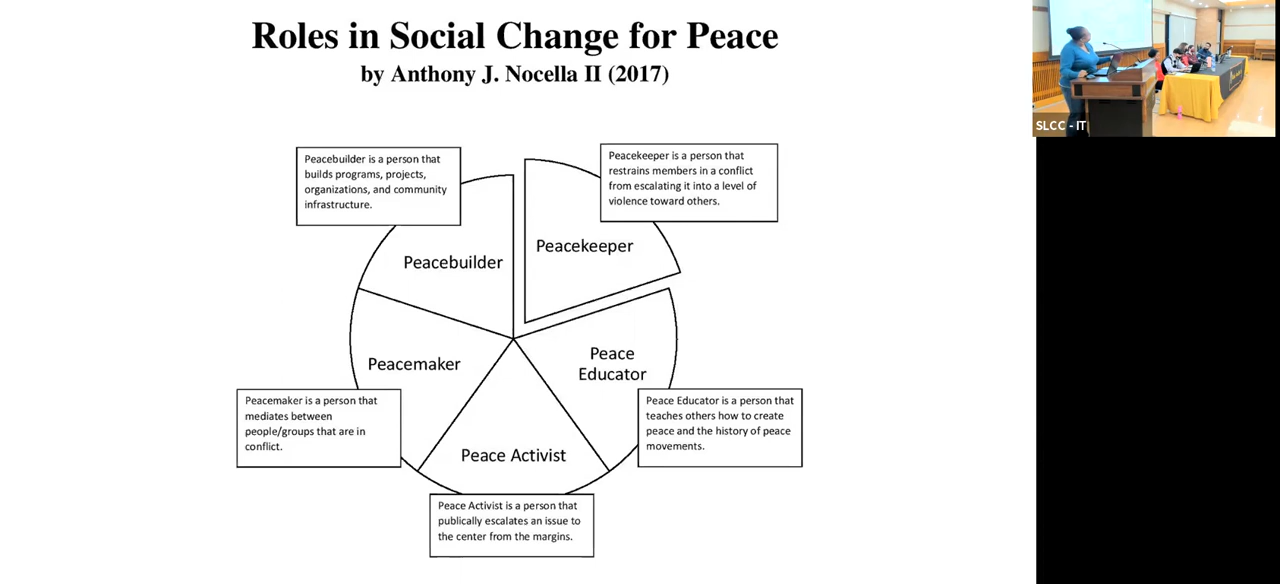 Roles in Social Change for Peace
by Anthony J. Nocella II (2017)
SLCC - IT
Peacebuilder is a person that
builds programs, projects,
organizations, and community
infrastructure.
Peacekeeper is a person that
restrains members in a conflict
from escalating it into a level of
violence toward others.
Peacebuilder
Peacekeeper
Peacemaker
Peace
Educator
Peacemaker is a person that
mediates between
people/groups that are in
conflict.
Peace Educator is a person that
teaches others how to create
peace and the history of peace
movements.
Peace Activist
Peace Activist is a person that
publically escalates an issue to
the center from the margins.